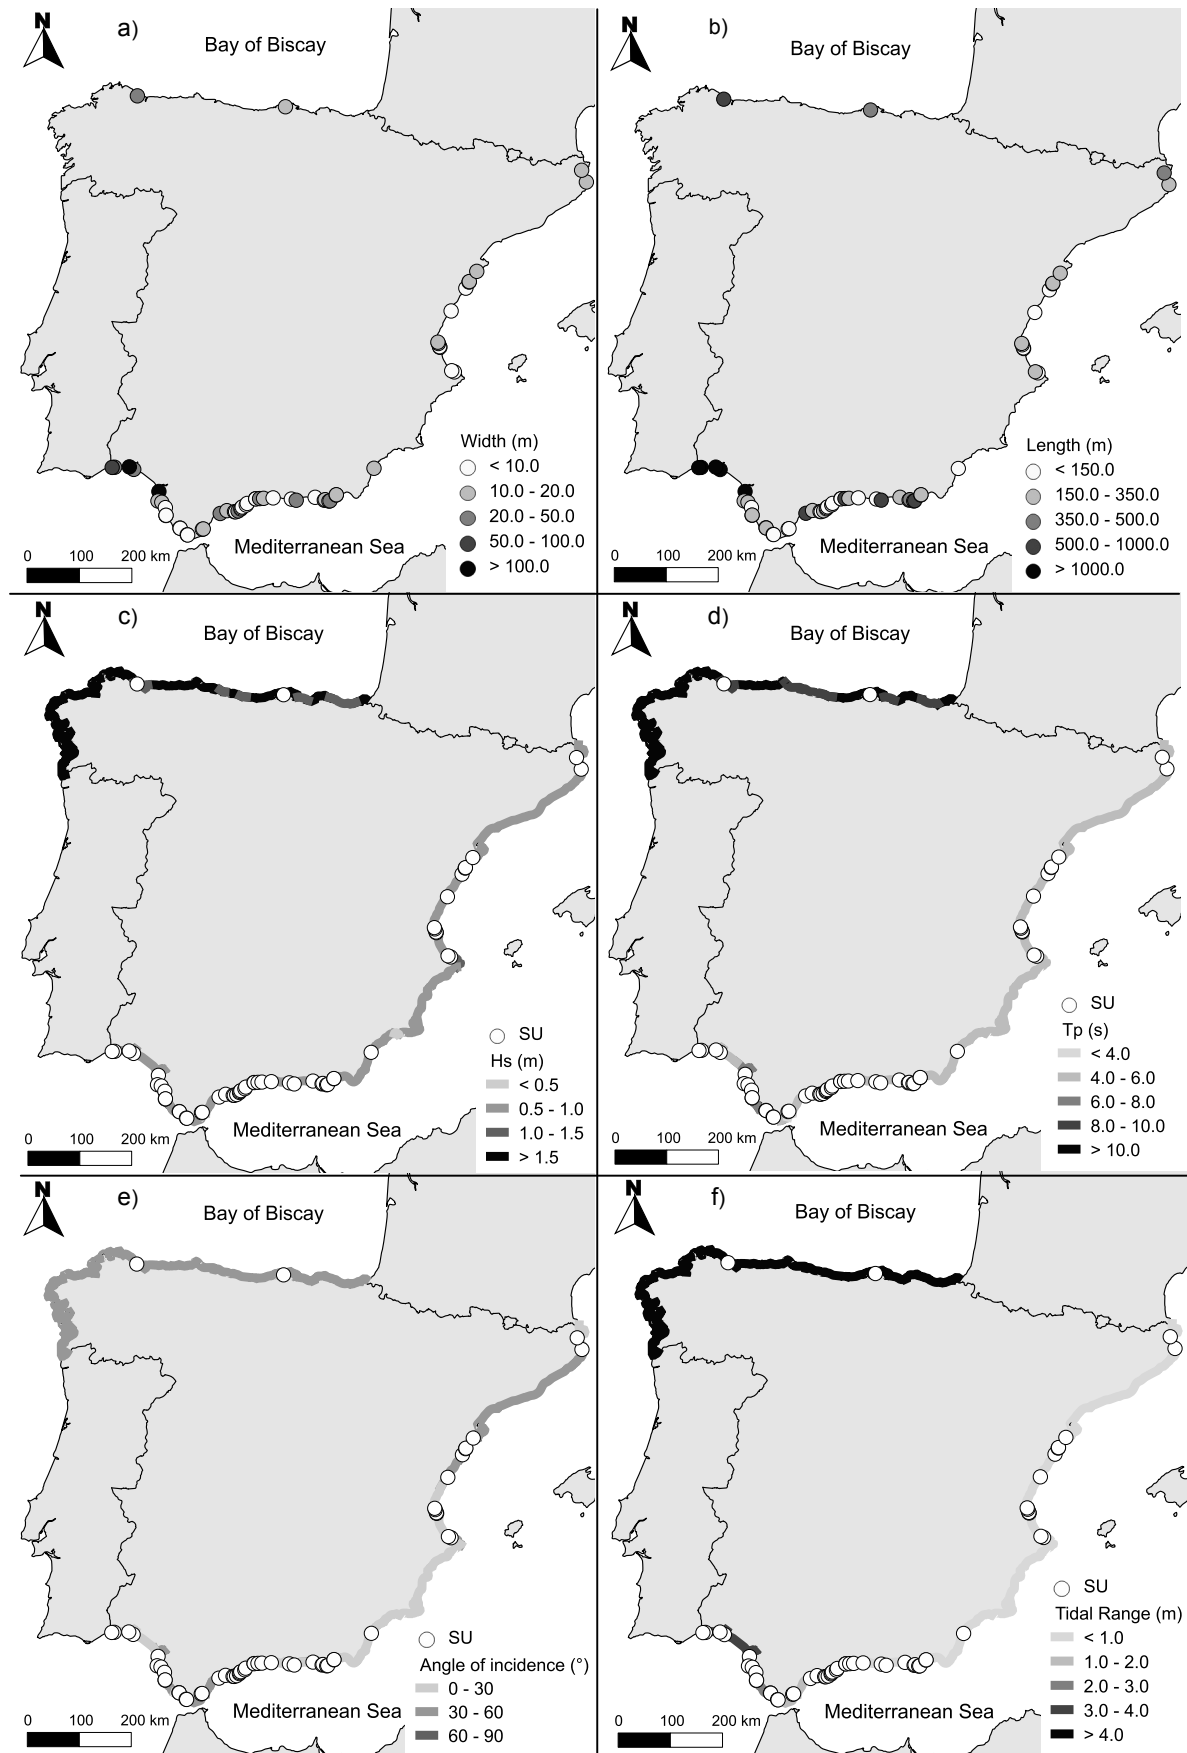 N
a)
Bay of Biscay
Width (m)
< 10.0
10.0 - 20.0
20.0 - 50.0
50.0 - 100.0
> 100.0
0 100 200 km
Mediterranean Sea
N
b)
Bay of Biscay
Length (m)
< 150.0
150.0 - 350.0
350.0 - 500.0
500.0 - 1000.0
> 1000.0
0 100 200 km
Mediterranean Sea
N
c)
Bay of Biscay
SU
Hs (m)
< 0.5
0.5 - 1.0
1.0 - 1.5
> 1.5
0 100 200 km
Mediterranean Sea
N
d)
Bay of Biscay
SU
Tp (s)
< 4.0
4.0 - 6.0
6.0 - 8.0
8.0 - 10.0
> 10.0
0 100 200 km
Mediterranean Sea
N
e)
Bay of Biscay
SU
Angle of incidence (°)
0 - 30
30 - 60
60 - 90
0 100 200 km
Mediterranean Sea
N
f)
Bay of Biscay
SU
Tidal Range (m)
< 1.0
1.0 - 2.0
2.0 - 3.0
3.0 - 4.0
> 4.0
0 100 200 km
Mediterranean Sea